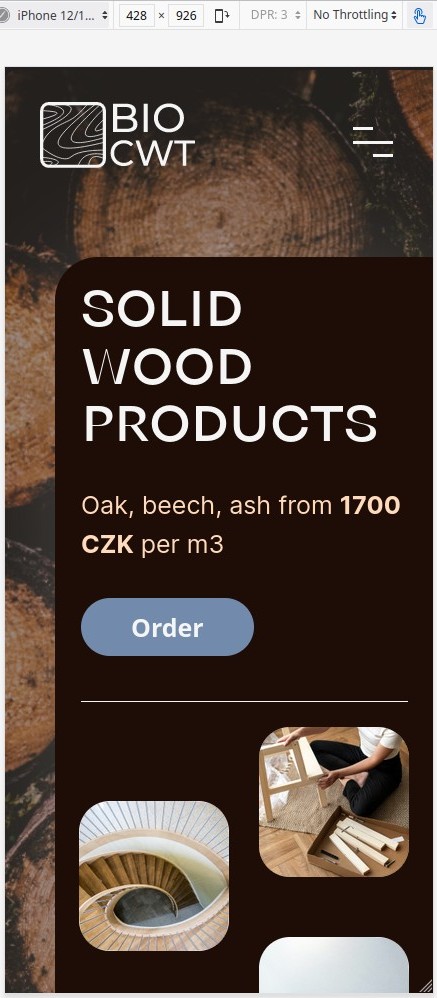 iPhone 12/1... 428 × 926 DPR: 3 No Throttling
BIO
CWT
SOLID
WOOD
PRODUCTS
Oak, beech, ash from 1700
CZK per m3
Order